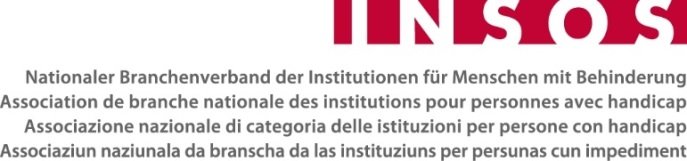 INSOS
Nationaler Branchenverband der Institutionen für Menschen mit Behinderung
Association de branche nationale des institutions pour personnes avec handicap
Associazione nazionale di categoria delle istituzioni per persone con handicap
Associaziun naziunala da branscha da las instituziuns per persunas cun impediment